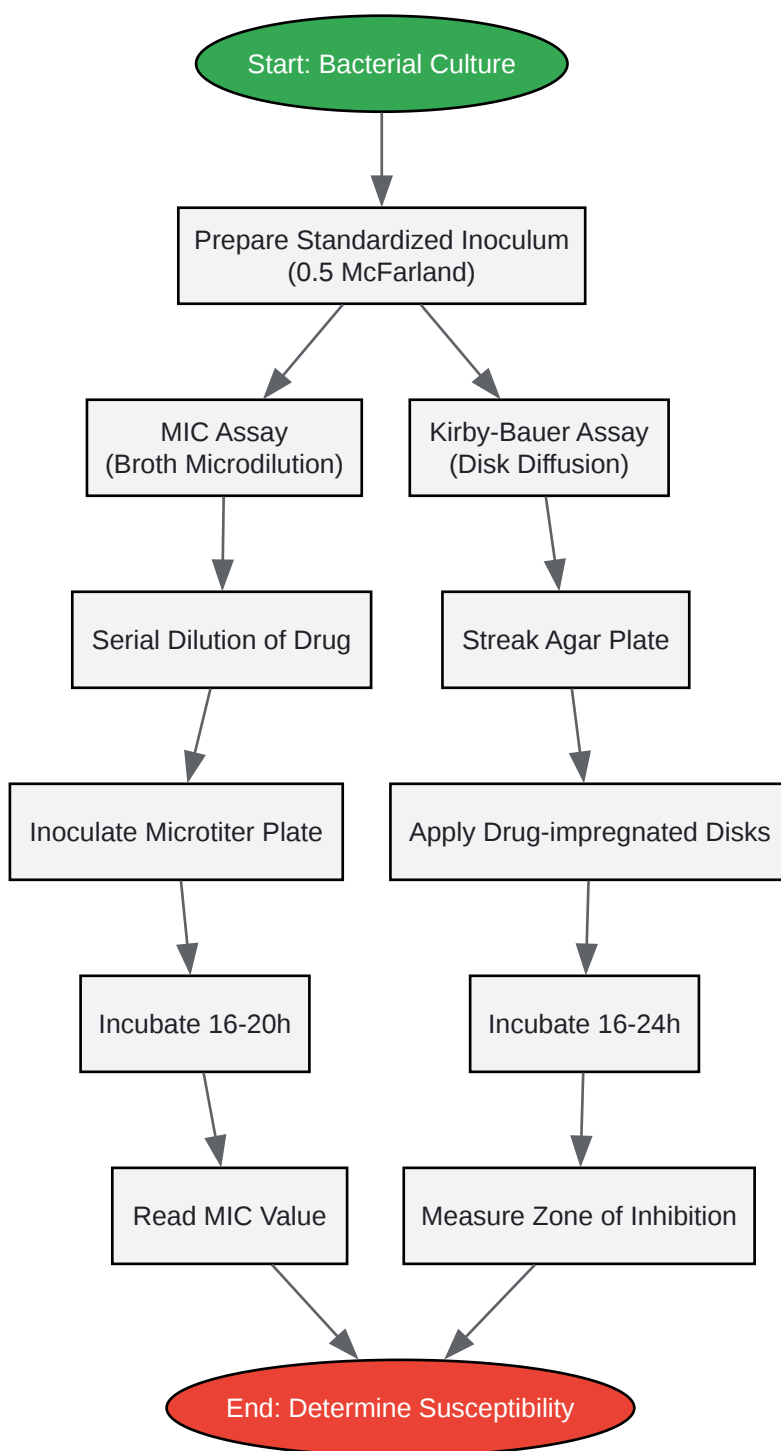 Start: Bacterial Culture
Prepare Standardized Inoculum
(0.5 McFarland)
MIC Assay
(Broth Microdilution)
Kirby-Bauer Assay
(Disk Diffusion)
Serial Dilution of Drug
Streak Agar Plate
Inoculate Microtiter Plate
Apply Drug-impregnated Disks
Incubate 16-20h
Incubate 16-24h
Read MIC Value
Measure Zone of Inhibition
End: Determine Susceptibility